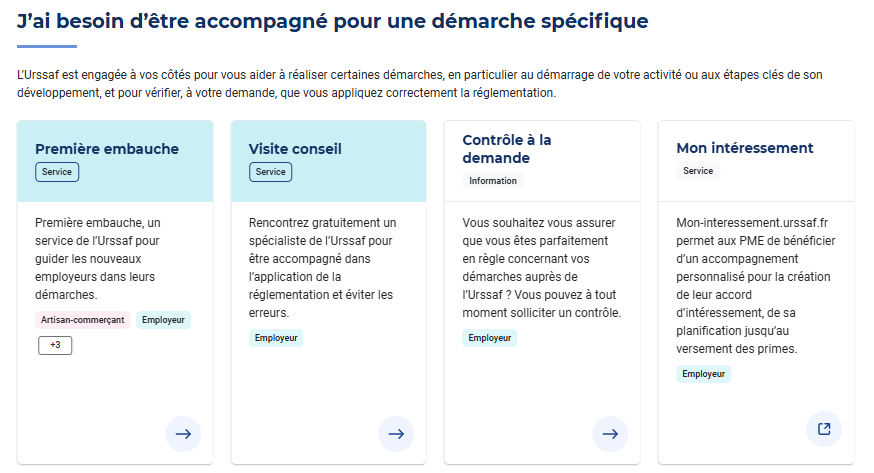 J’ai besoin d’être accompagné pour une démarche spécifique
L’Urssaf est engagée à vos côtés pour vous aider à réaliser certaines démarches, en particulier au démarrage de votre activité ou aux étapes clés de son
développement, et pour vérifier, à votre demande, que vous appliquez correctement la réglementation.
Première embauche
Service
Première embauche, un
service de l’Urssaf pour
guider les nouveaux
employeurs dans leurs
démarches.
Artisan-commerçant Employeur
+3
Visite conseil
Service
Rencontrez gratuitement un
spécialiste de l’Urssaf pour
être accompagné dans
l’application de la
réglementation et éviter les
erreurs.
Employeur
Contrôle à la
demande
Information
Vous souhaitez vous assurer
que vous êtes parfaitement
en règle concernant vos
démarches auprès de
l’Urssaf ? Vous pouvez à tout
moment solliciter un contrôle.
Employeur
Mon intéressement
Service
Mon-interessement.urssaf.fr
permet aux PME de bénéficier
d’un accompagnement
personnalisé pour la création
de leur accord
d’intéressement, de sa
planification jusqu’au
versement des primes.
Employeur